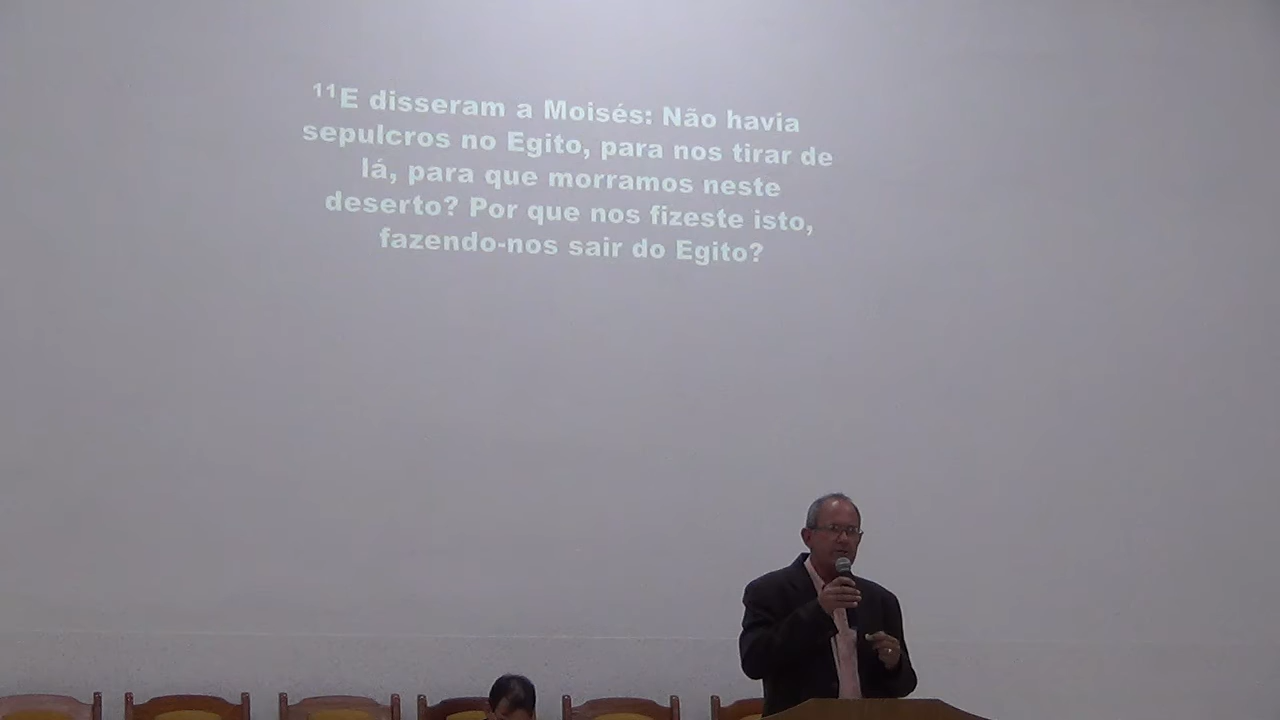 ¹¹E disseram a Moisés: Não havia
sepulcros no Egito, para nos tirar de
lá, para que morramos neste
deserto? Por que nos fizeste isto,
fazendo-nos sair do Egito?